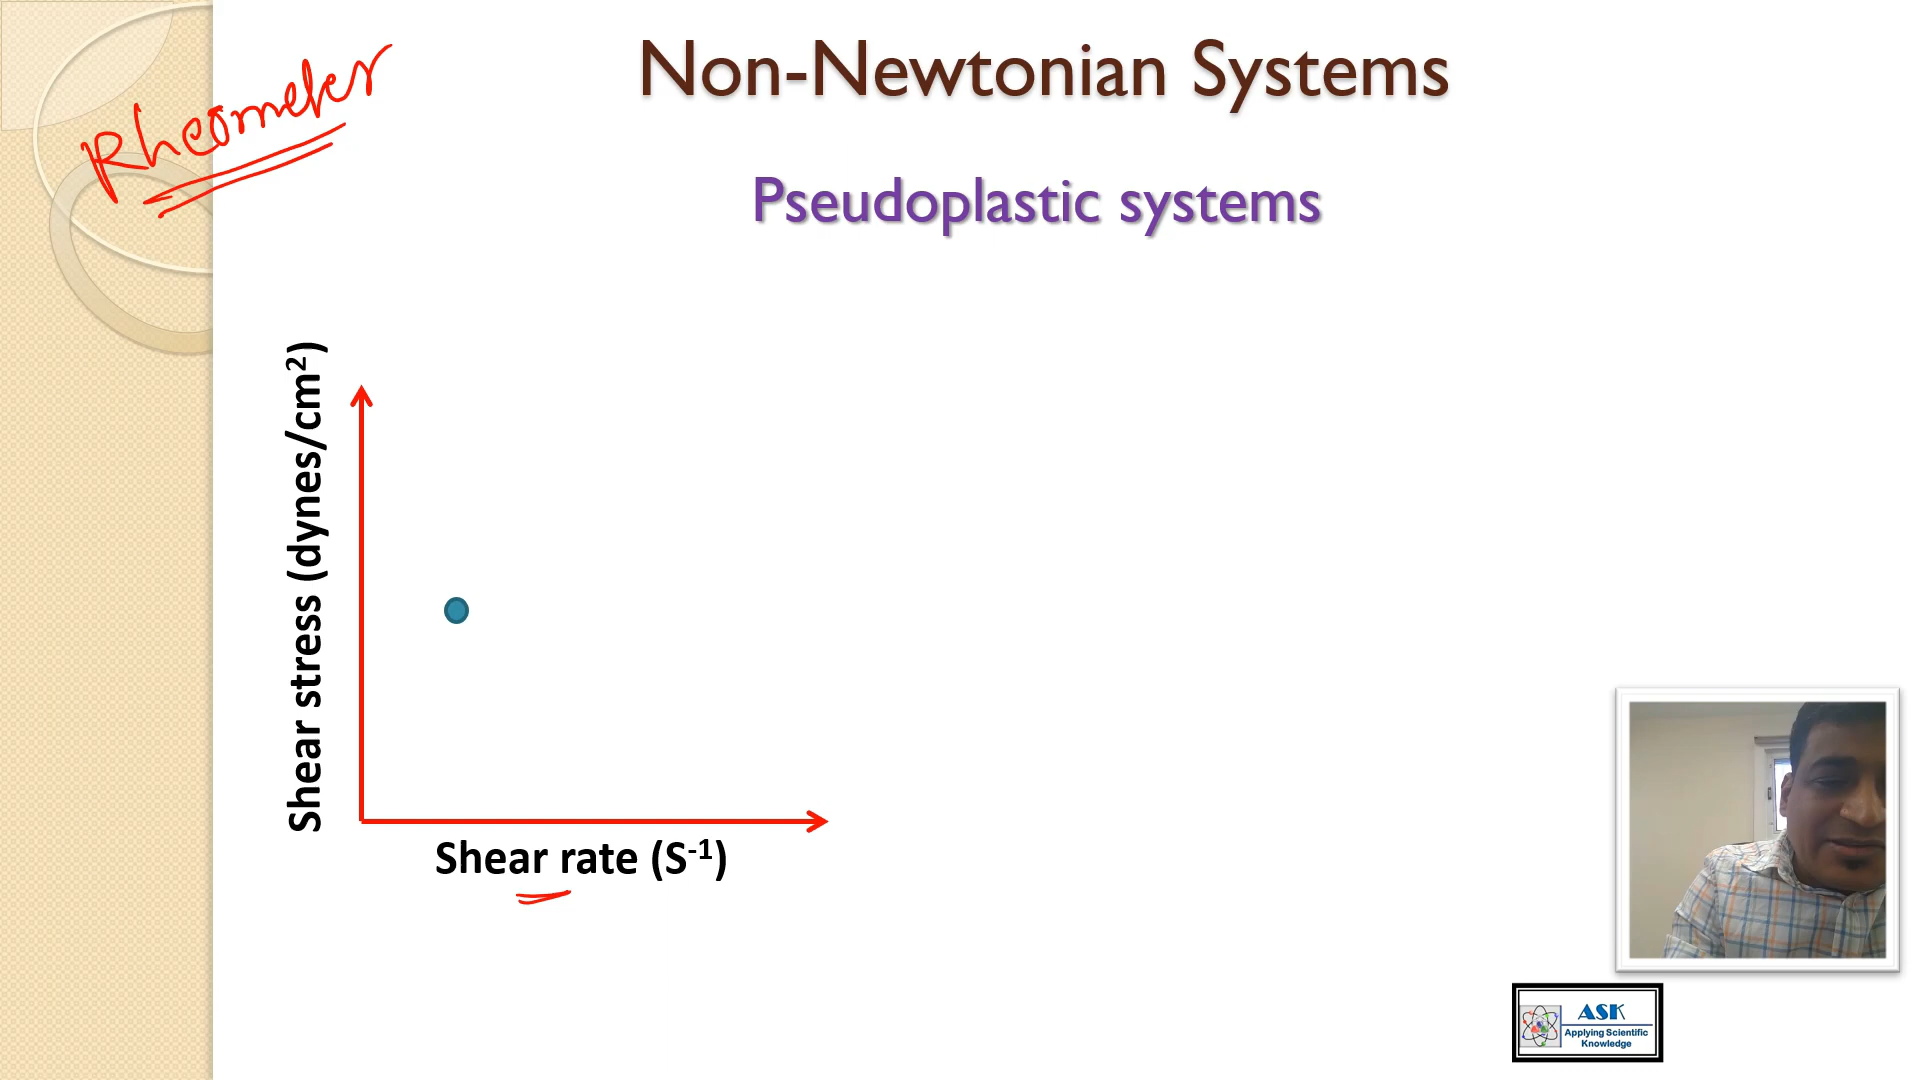 Rheometer
Non-Newtonian Systems
Pseudoplastic systems
Shear stress (dynes/cm²)
Shear rate (S⁻¹)
ASK
Applying Scientific
Knowledge